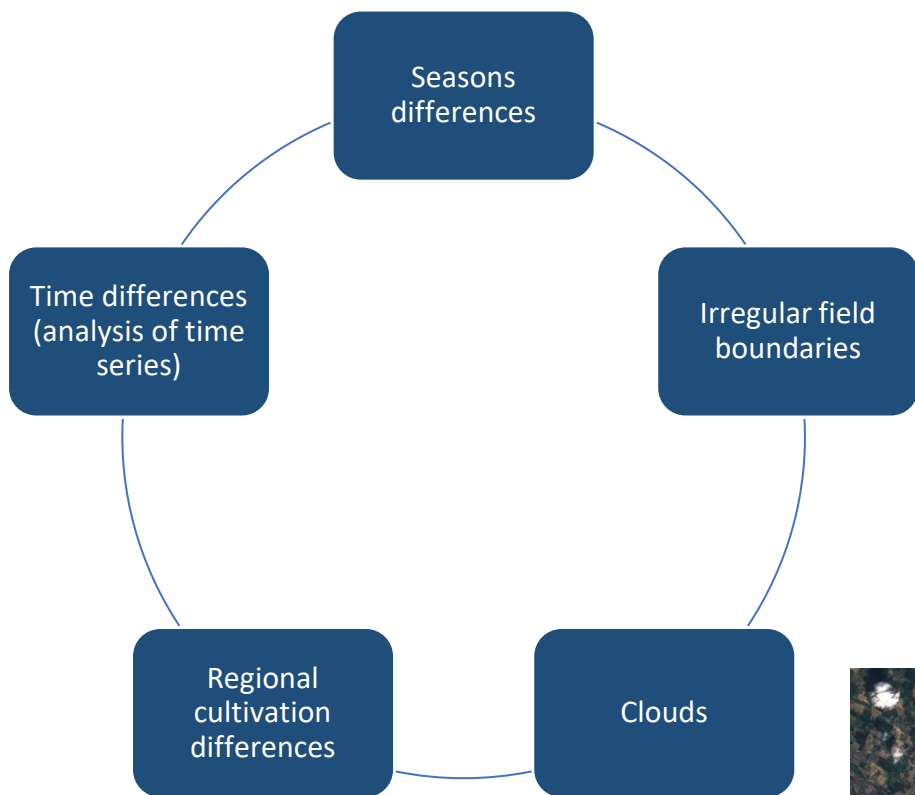 Seasons
differences
Time differences
(analysis of time
series)
Irregular field
boundaries
Regional
cultivation
differences
Clouds